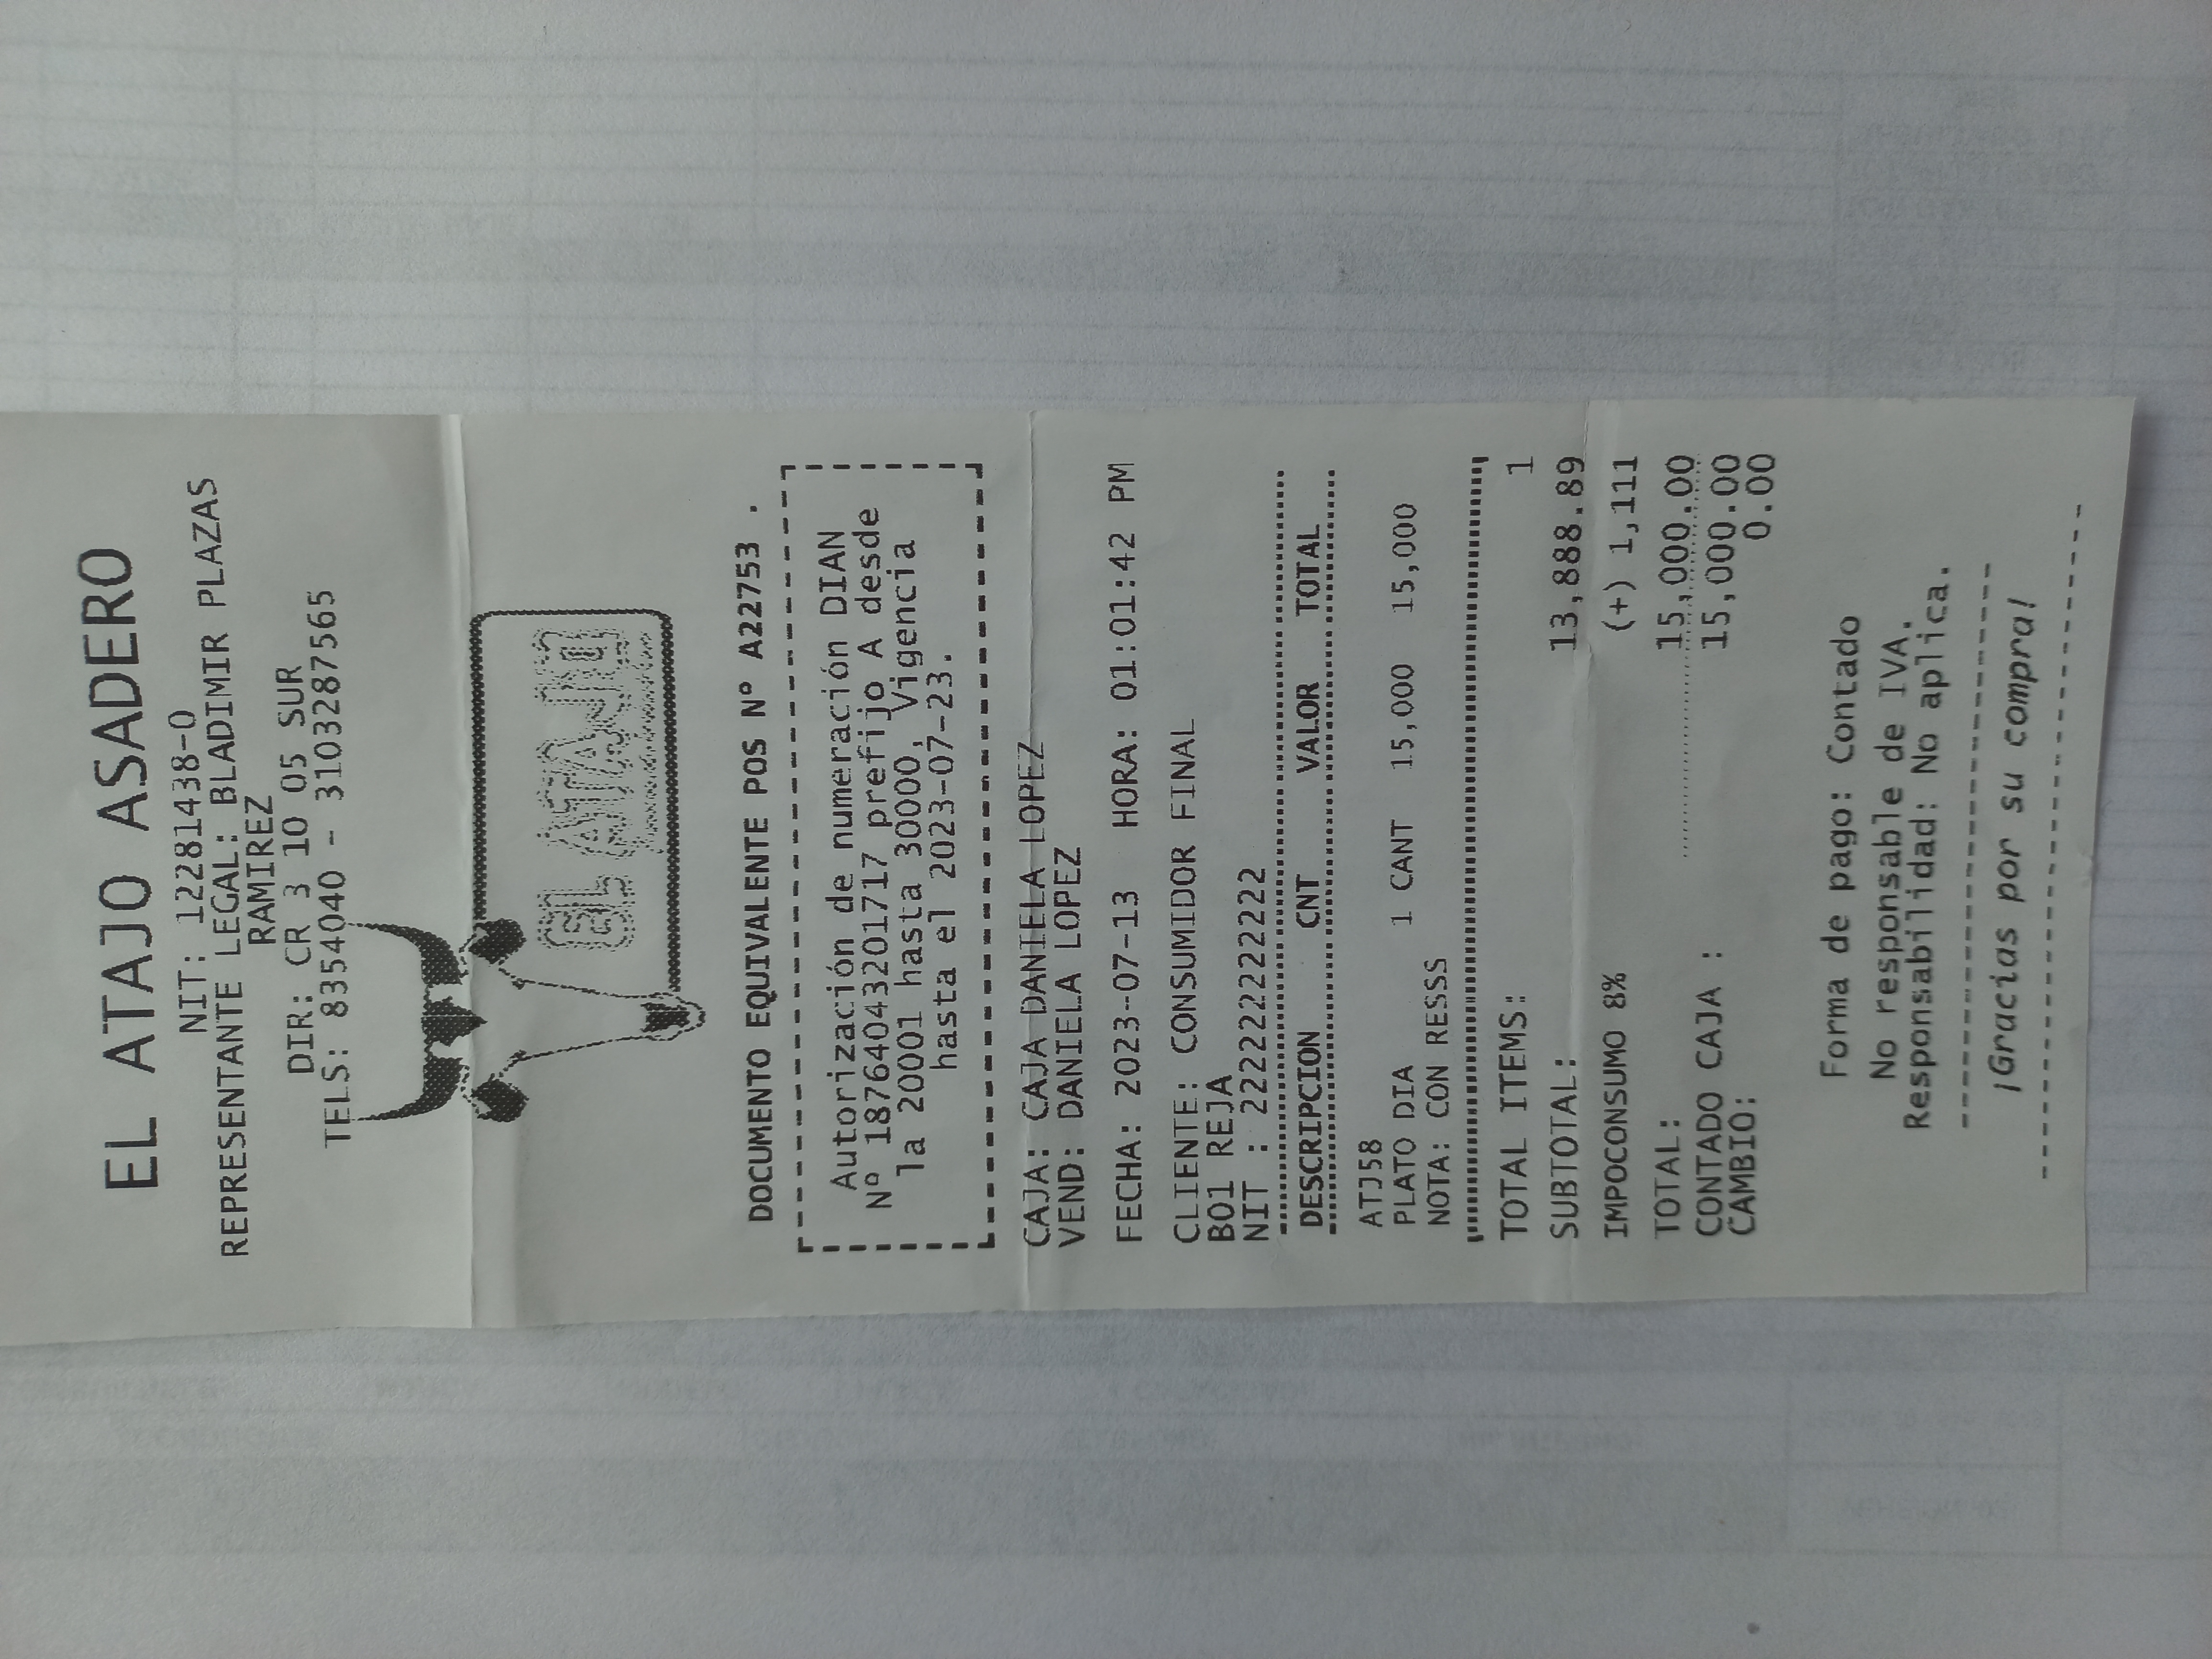 EL ATAJO ASADERO
NIT: 12281438-0
REPRESENTANTE LEGAL: BLADIMIR PLAZAS
RAMIREZ
DIR: CR 3 10 05 SUR
TELS: 8354040 - 3103287565
EL ATAJO
DOCUMENTO EQUIVALENTE POS Nº A22753 .
Autorización de numeración DIAN
Nº 18764043201717 prefijo A desde
la 20001 hasta 30000, Vigencia
hasta el 2023-07-23.
CAJA: CAJA DANIELA LOPEZ
VEND: DANIELA LOPEZ
FECHA: 2023-07-13 HORA: 01:01:42 PM
CLIENTE: CONSUMIDOR FINAL
BO1 REJA
NIT : 222222222222
DESCRIPCION CNT VALOR TOTAL
ATJ58
PLATO DIA 1 CANT 15,000 15,000
NOTA: CON RESSS
TOTAL ITEMS: 1
SUBTOTAL: 13,888.89
IMPOCONSUMO 8% (+) 1,111
TOTAL: 15,000.00
CONTADO CAJA : 15,000.00
CAMBIO: 0.00
Forma de pago: Contado
No responsable de IVA.
Responsabilidad: No aplica.
¡Gracias por su compra!